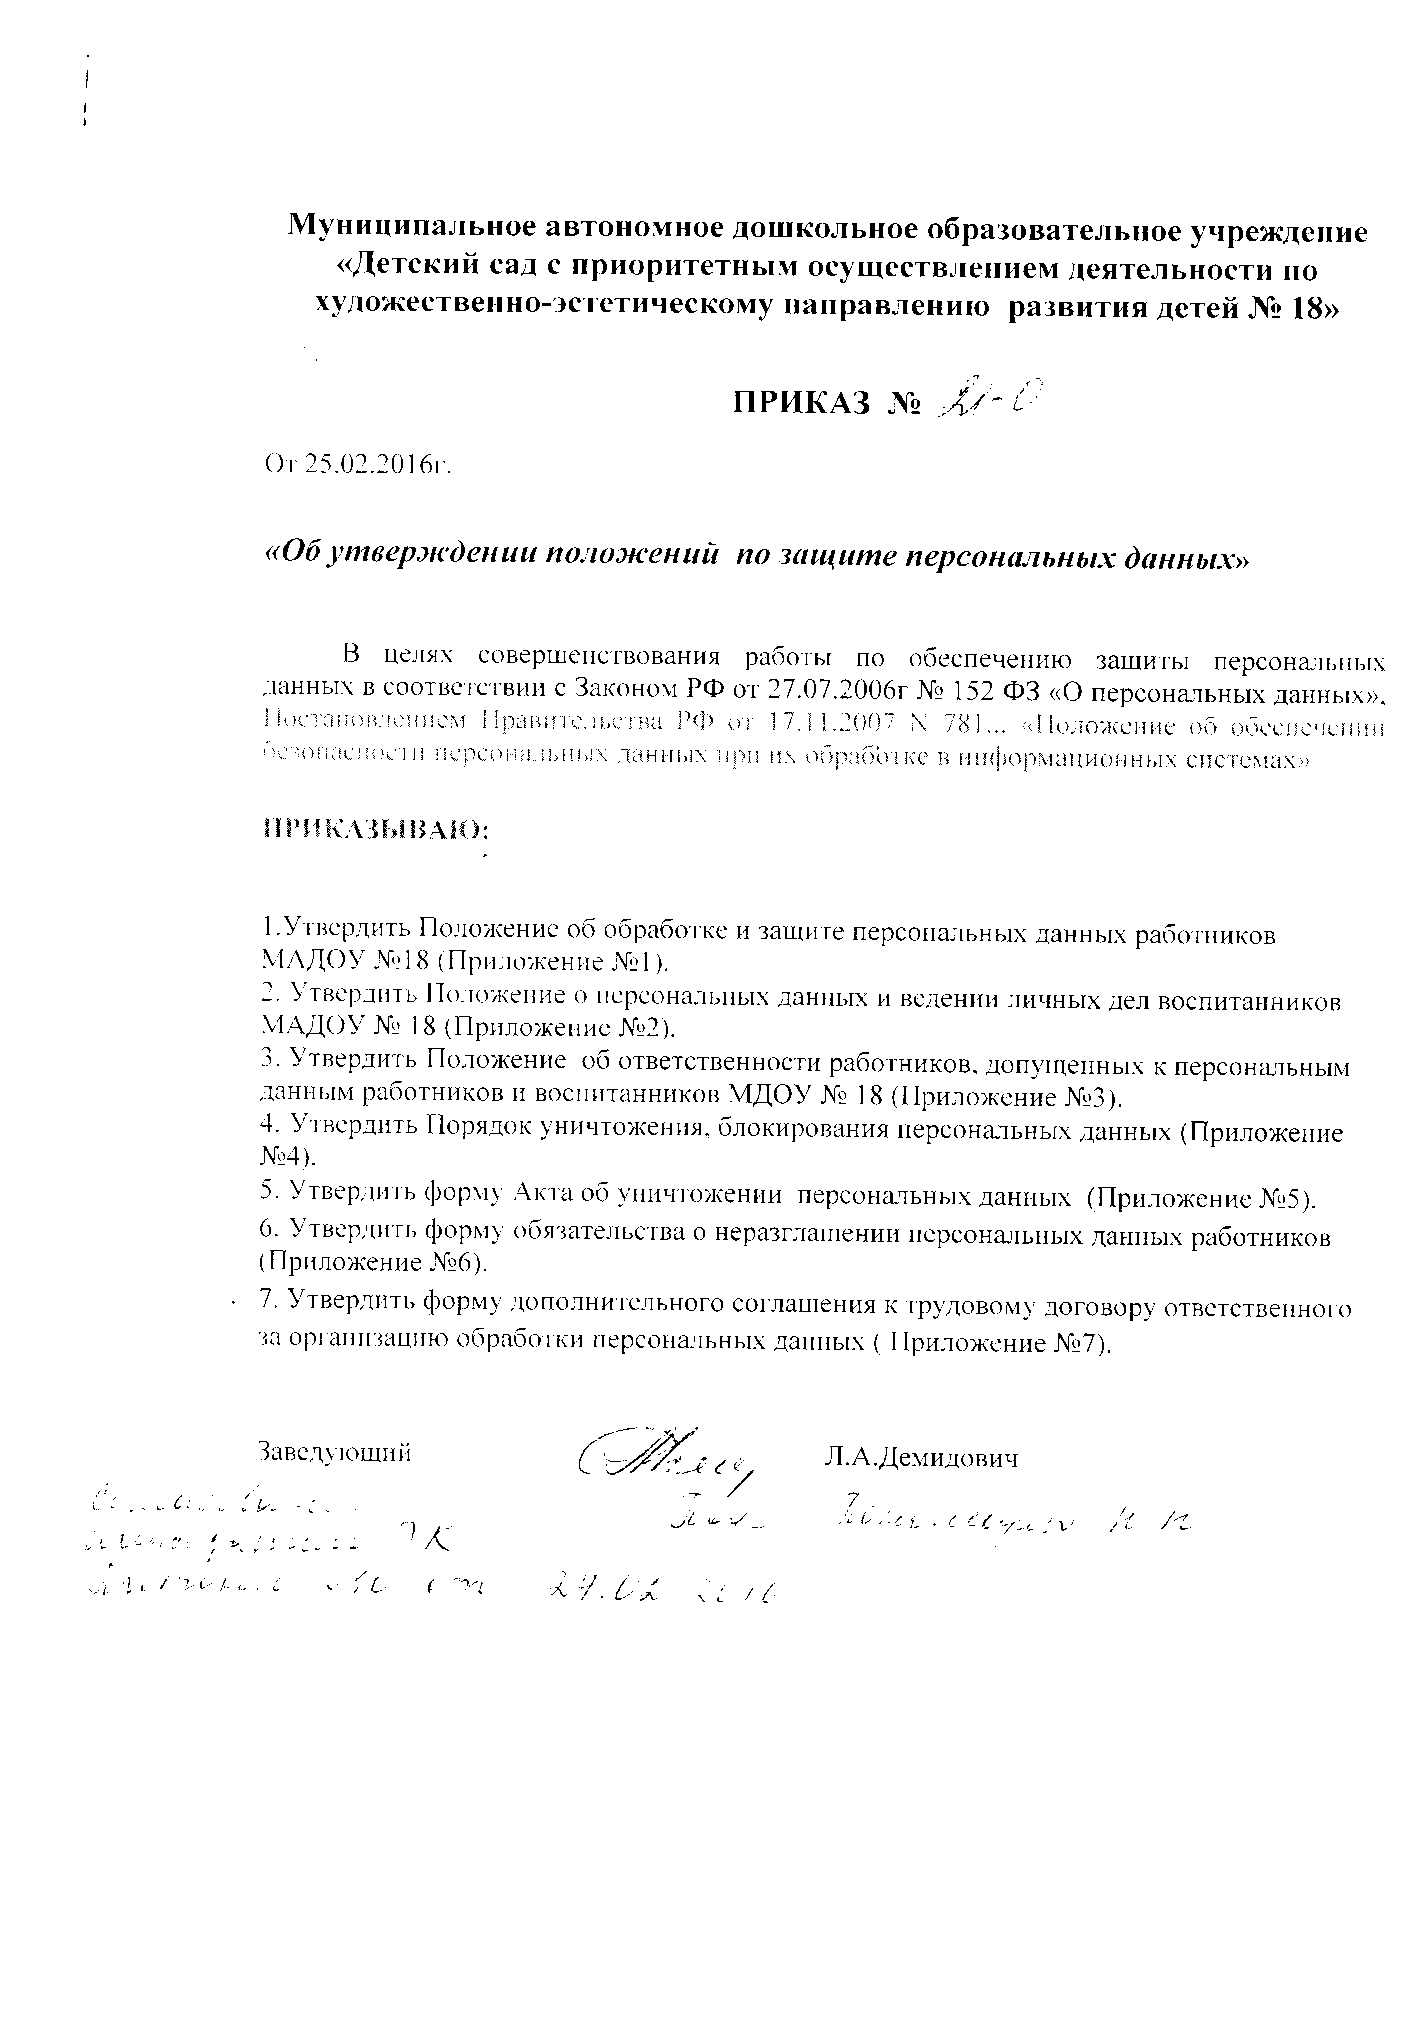 Муниципальное автономное дошкольное образовательное учреждение
«Детский сад с приоритетным осуществлением деятельности по
художественно-эстетическому направлению развития детей № 18»
ПРИКАЗ № 21-О
От 25.02.2016г.
«Об утверждении положений по защите персональных данных»
В целях совершенствования работы по обеспечению защиты персональных
данных в соответствии с Законом РФ от 27.07.2006г № 152 ФЗ «О персональных данных»,
Постановлением Правительства РФ от 17.11.2007 N 781... «Положение об обеспечении
безопасности персональных данных при их обработке в информационных системах»
ПРИКАЗЫВАЮ:
1.Утвердить Положение об обработке и защите персональных данных работников
МАДОУ №18 (Приложение №1).
2. Утвердить Положение о персональных данных и ведении личных дел воспитанников
МАДОУ № 18 (Приложение №2).
3. Утвердить Положение об ответственности работников, допущенных к персональным
данным работников и воспитанников МДОУ № 18 (Приложение №3).
4. Утвердить Порядок уничтожения, блокирования персональных данных (Приложение
№4).
5. Утвердить форму Акта об уничтожении персональных данных (Приложение №5).
6. Утвердить форму обязательства о неразглашении персональных данных работников
(Приложение №6).
7. Утвердить форму дополнительного соглашения к трудовому договору ответственного
за организацию обработки персональных данных ( Приложение №7).
Заведующий Л.А.Демидович
от 24.02 2016